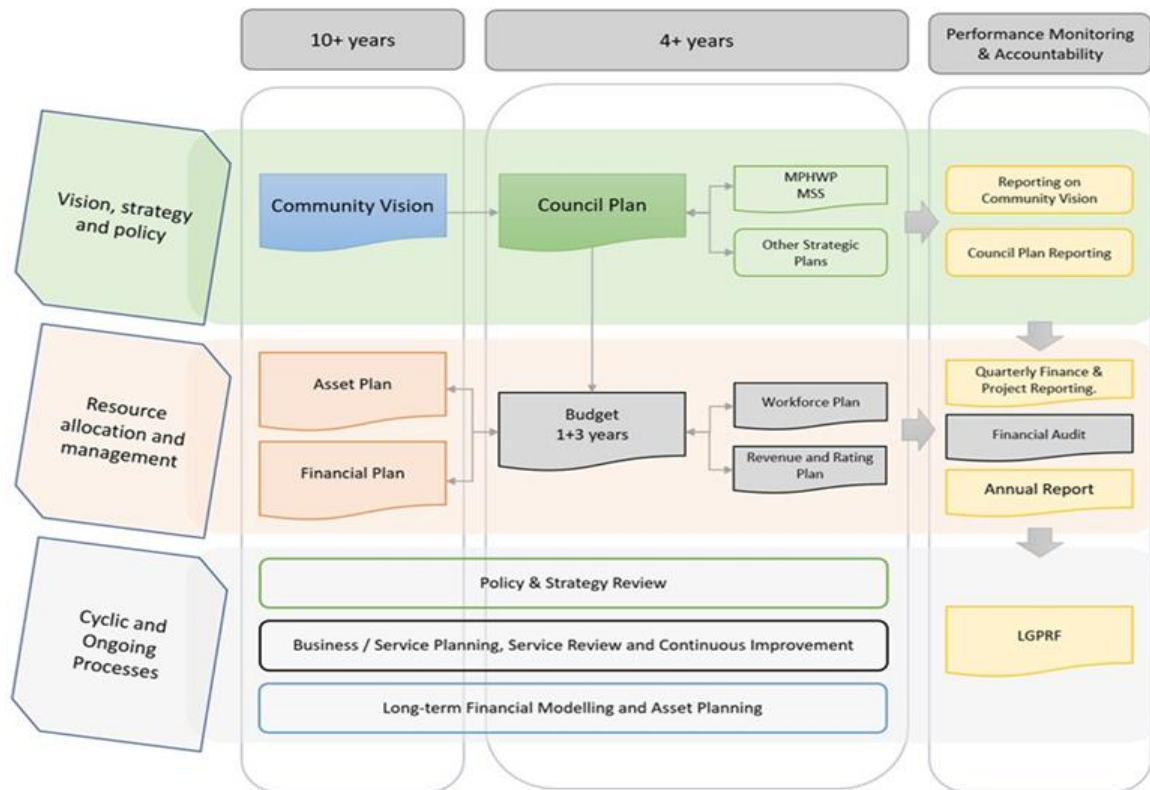 10+ years
4+ years
Performance Monitoring
& Accountability
Vision, strategy
and policy
Community Vision
Council Plan
MPHWP
MSS
Other Strategic
Plans
Reporting on
Community Vision
Council Plan Reporting
Resource
allocation and
management
Asset Plan
Financial Plan
Budget
1+3 years
Workforce Plan
Revenue and Rating
Plan
Quarterly Finance &
Project Reporting.
Financial Audit
Annual Report
Cyclic and
Ongoing
Processes
Policy & Strategy Review
Business / Service Planning, Service Review and Continuous Improvement
Long-term Financial Modelling and Asset Planning
LGPRF